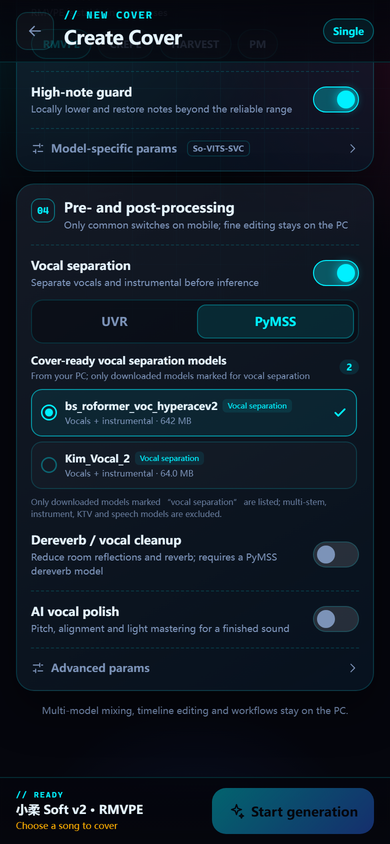 // NEW COVER
Create Cover
Single
RMVPE
HARVEST
PM
High-note guard
Locally lower and restore notes beyond the reliable range
Model-specific params
So-VITS-SVC
04
Pre- and post-processing
Only common switches on mobile; fine editing stays on the PC
Vocal separation
Separate vocals and instrumental before inference
UVR
PyMSS
Cover-ready vocal separation models
From your PC; only downloaded models marked for vocal separation
2
bs_roformer_voc_hyperacev2
Vocal separation
Vocals + instrumental · 642 MB
Kim_Vocal_2
Vocal separation
Vocals + instrumental · 64.0 MB
Only downloaded models marked “vocal separation” are listed; multi-stem,
instrument, KTV and speech models are excluded.
Dereverb / vocal cleanup
Reduce room reflections and reverb; requires a PyMSS
dereverb model
AI vocal polish
Pitch, alignment and light mastering for a finished sound
Advanced params
Multi-model mixing, timeline editing and workflows stay on the PC.
// READY
小柔 Soft v2 • RMVPE
Choose a song to cover
Start generation